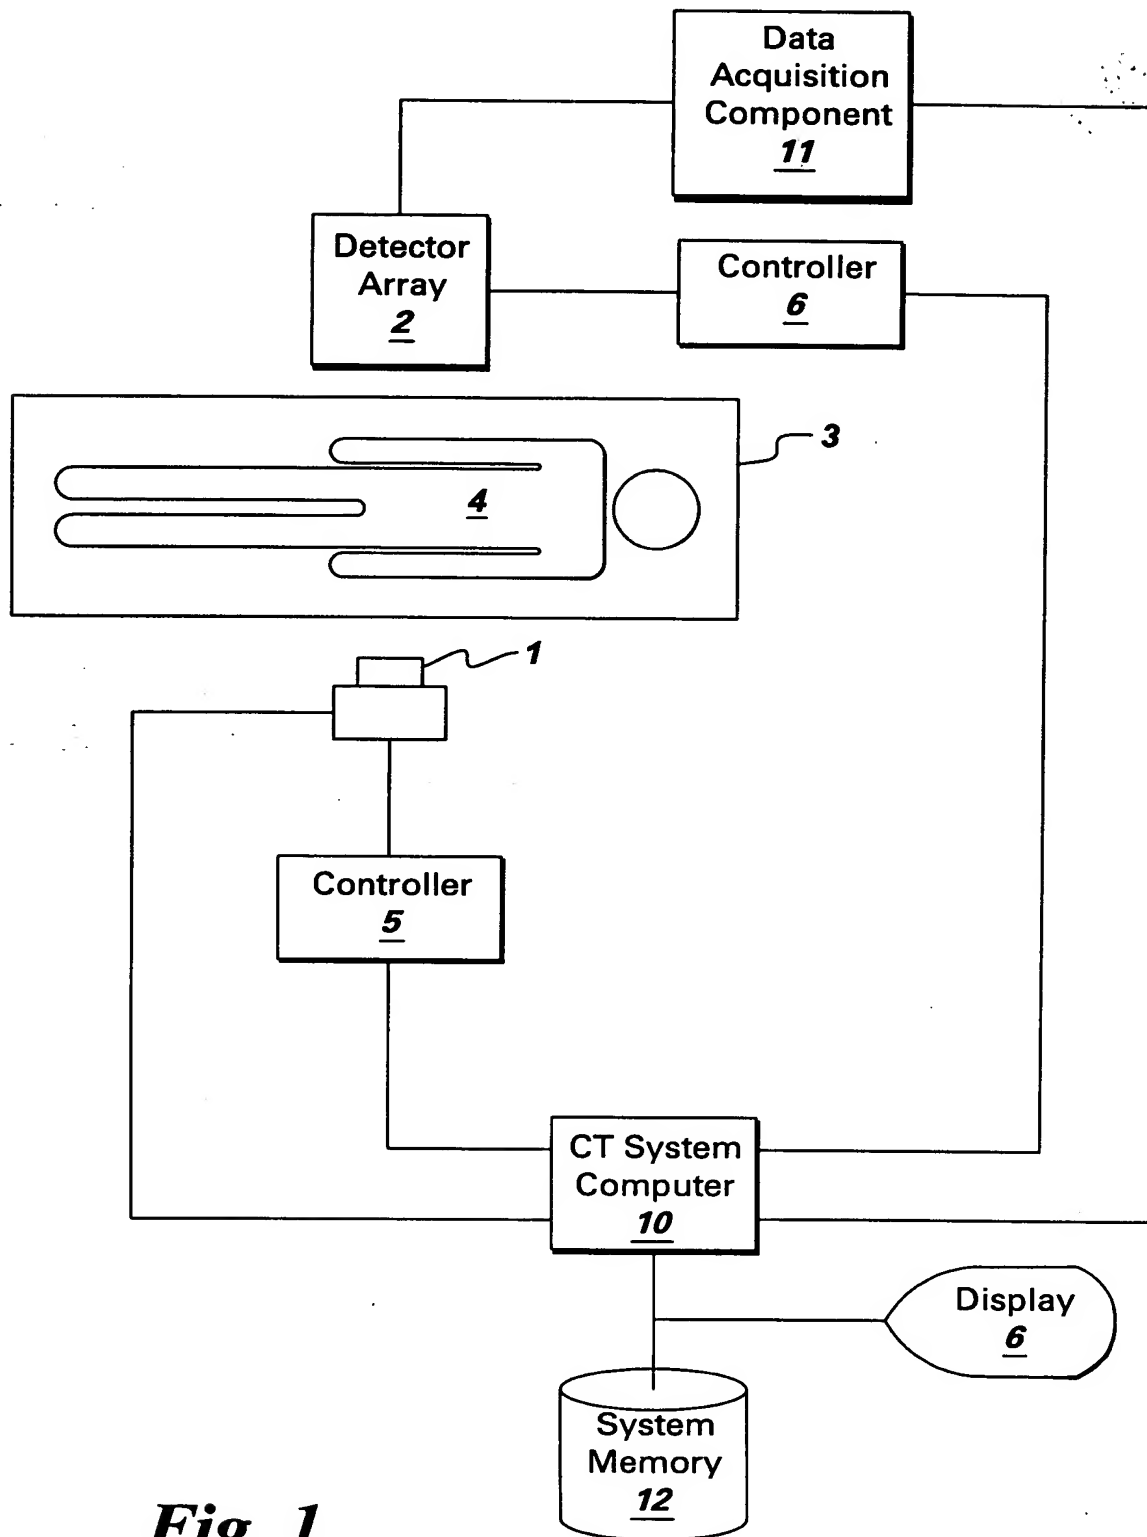 Data
Acquisition
Component
11
Detector
Array
2
Controller
6
3
4
1
Controller
5
CT System
Computer
10
Display
6
System
Memory
12
Fig. 1